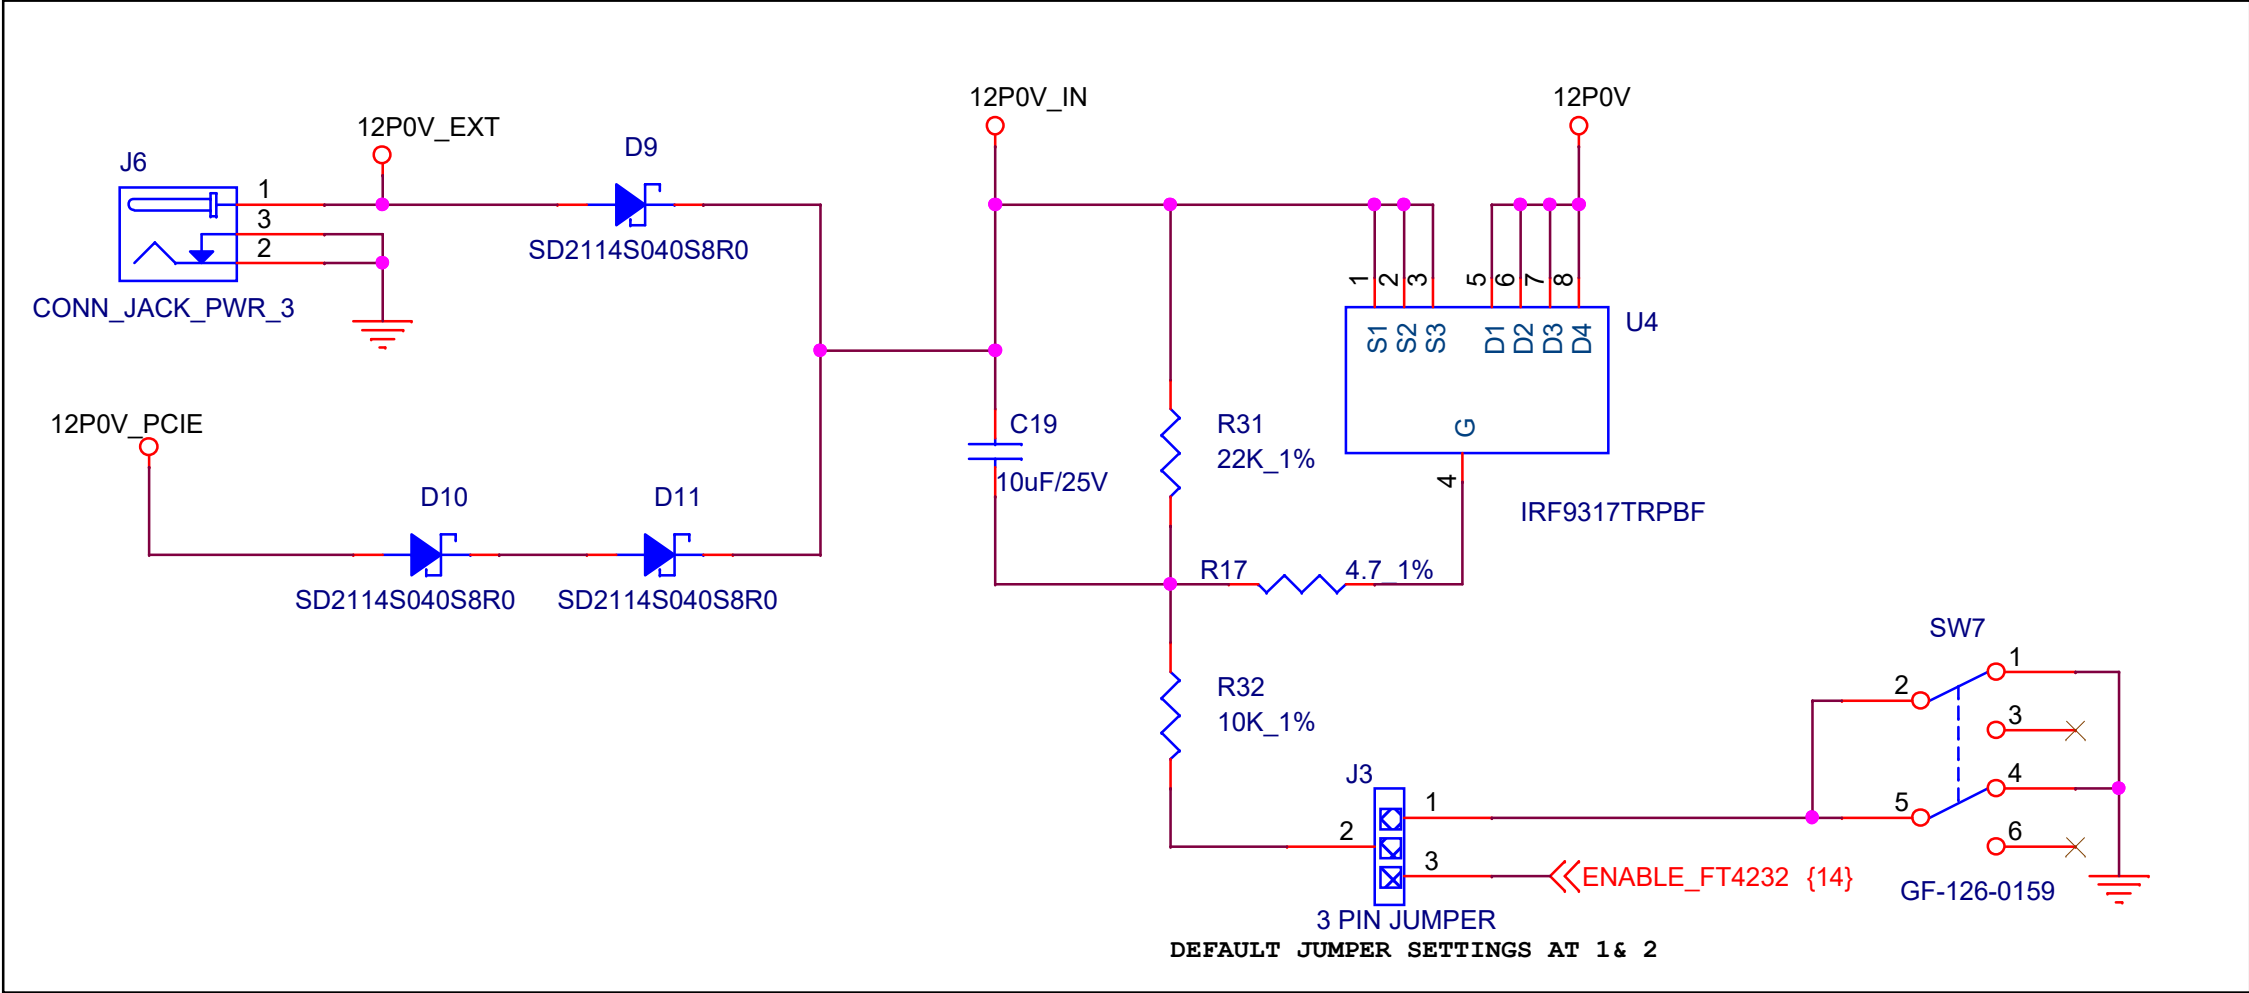 12P0V_IN
12P0V
12P0V_EXT
D9
J6
1
3
2
SD2114S040S8R0
CONN_JACK_PWR_3
1
2
3
5
6
7
8
S1
S2
S3
D1
D2
D3
D4
U4
G
4
IRF9317TRPBF
12P0V_PCIE
C19
10uF/25V
R31
22K_1%
D10
D11
SD2114S040S8R0
SD2114S040S8R0
R17
4.7_1%
R32
10K_1%
SW7
1
2
3
4
5
6
GF-126-0159
J3
1
2
3
ENABLE_FT4232 {14}
3 PIN JUMPER
DEFAULT JUMPER SETTINGS AT 1& 2